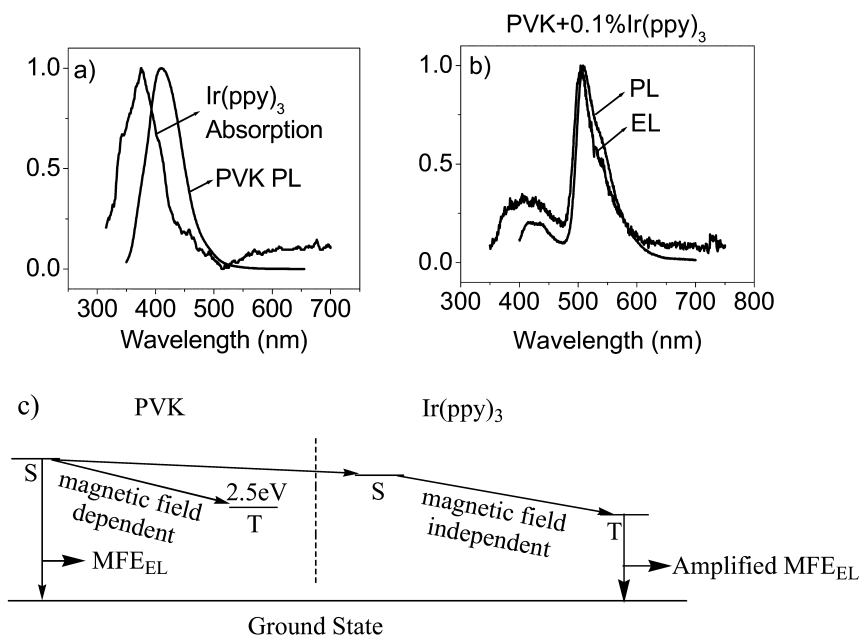 PVK+0.1%Ir(ppy)3
a)
1.0
0.5
0.0
Ir(ppy)3
Absorption
PVK PL
300 400 500 600 700
Wavelength (nm)
b)
1.0
0.5
0.0
PL
EL
300 400 500 600 700 800
Wavelength (nm)
c)
PVK
Ir(ppy)3
S
magnetic field
dependent
2.5eV
T
MFEEL
S
magnetic field
independent
T
Amplified MFEEL
Ground State